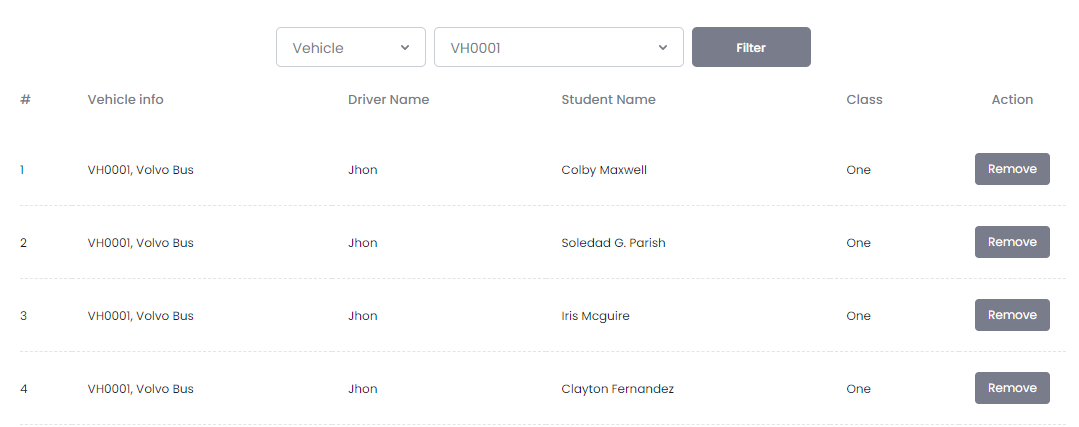 Vehicle VH0001 Filter
# Vehicle info Driver Name Student Name Class Action
1 VH0001, Volvo Bus Jhon Colby Maxwell One Remove
2 VH0001, Volvo Bus Jhon Soledad G. Parish One Remove
3 VH0001, Volvo Bus Jhon Iris Mcguire One Remove
4 VH0001, Volvo Bus Jhon Clayton Fernandez One Remove